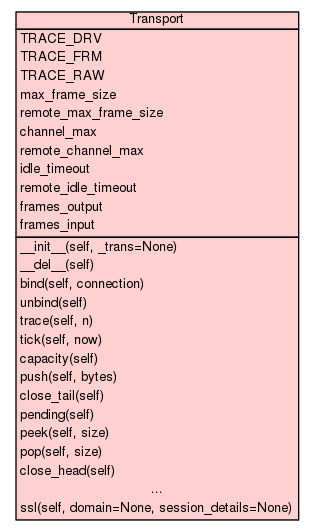 Transport
TRACE_DRV
TRACE_FRM
TRACE_RAW
max_frame_size
remote_max_frame_size
channel_max
remote_channel_max
idle_timeout
remote_idle_timeout
frames_output
frames_input
__init__(self, _trans=None)
__del__(self)
bind(self, connection)
unbind(self)
trace(self, n)
tick(self, now)
capacity(self)
push(self, bytes)
close_tail(self)
pending(self)
peek(self, size)
pop(self, size)
close_head(self)
...
ssl(self, domain=None, session_details=None)